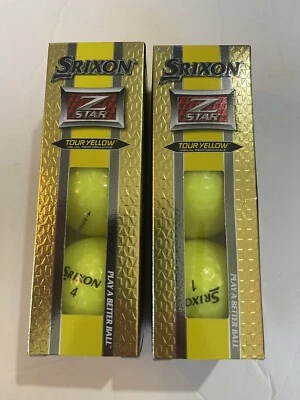 SRIXON
Z
STAR
TOUR YELLOW
SRIXON
4
PLAY A BETTER BALL
SRIXON
Z
STAR
TOUR YELLOW
SRIXON
1
PLAY A BETTER BALL